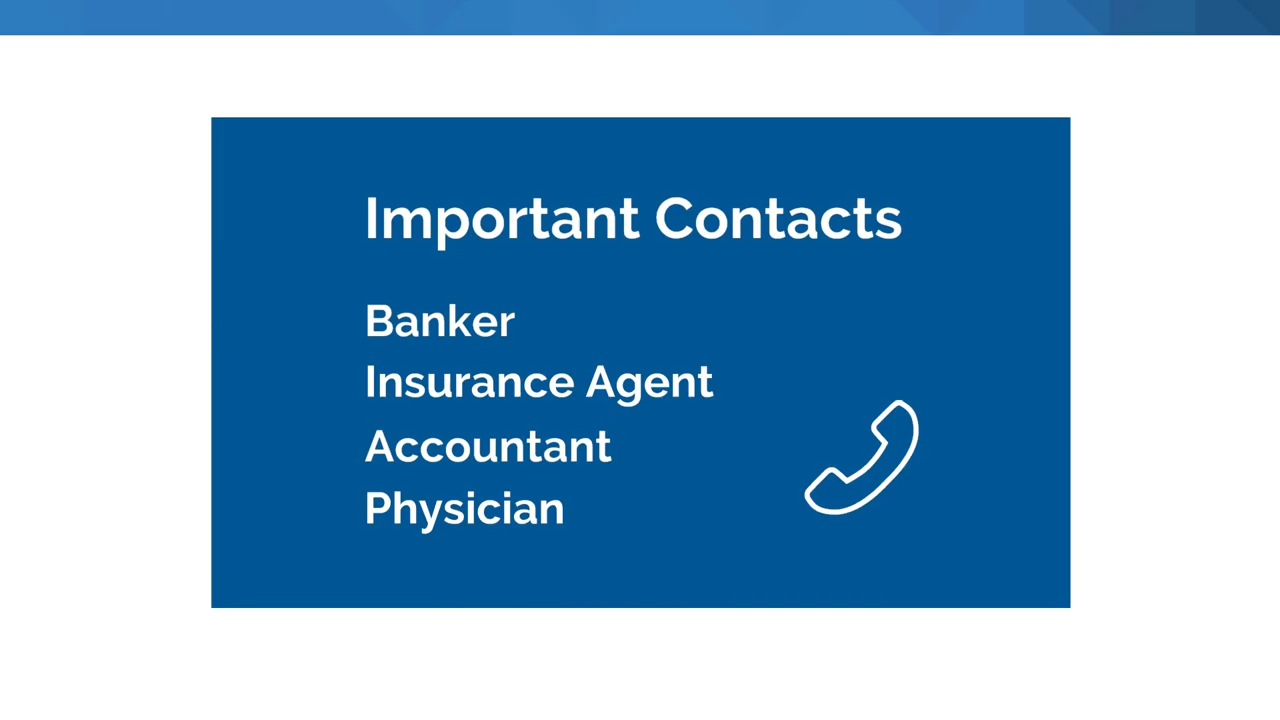 Important Contacts
Banker
Insurance Agent
Accountant
Physician